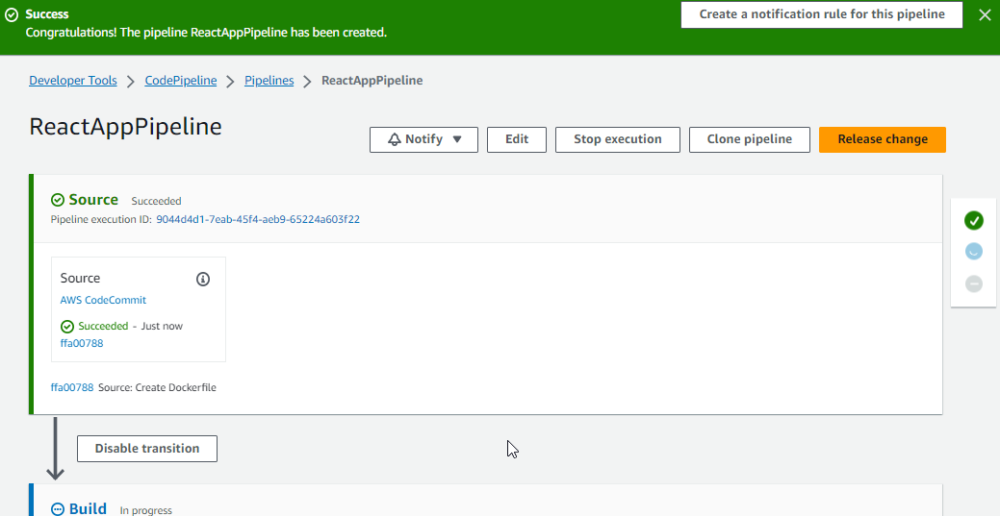 Success
Congratulations! The pipeline ReactAppPipeline has been created.
Create a notification rule for this pipeline
Developer Tools > CodePipeline > Pipelines > ReactAppPipeline
ReactAppPipeline
Notify Edit Stop execution Clone pipeline Release change
Source Succeeded
Pipeline execution ID: 9044d4d1-7eab-45f4-aeb9-65224a603f22
Source
AWS CodeCommit
Succeeded - Just now
ffa00788
ffa00788 Source: Create Dockerfile
Disable transition
Build In progress